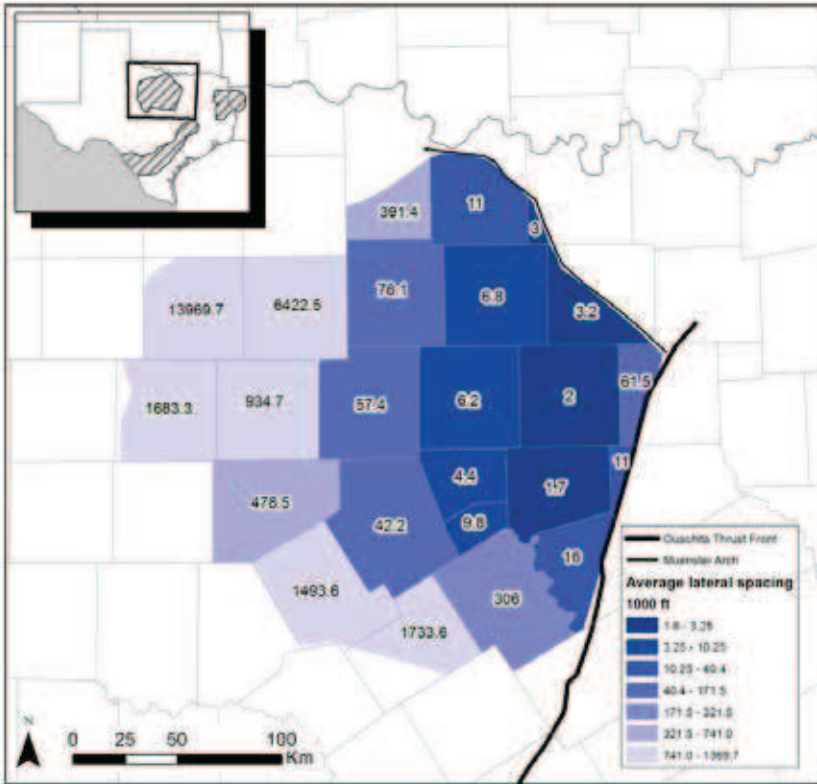 391.4
11
3
13969.7
6422.5
76.1
6.8
3.2
1683.3
934.7
57.4
6.2
2
61.5
478.5
42.2
4.4
1.7
11
9.8
16
1493.6
306
1733.6
Ouachita Thrust Front
Muenster Arch
Average lateral spacing
1000 ft
1.6 - 3.25
3.25 - 10.25
10.25 - 40.4
40.4 - 171.5
171.5 - 321.5
321.5 - 741.0
741.0 - 1369.7
N
0 25 50 100
Km